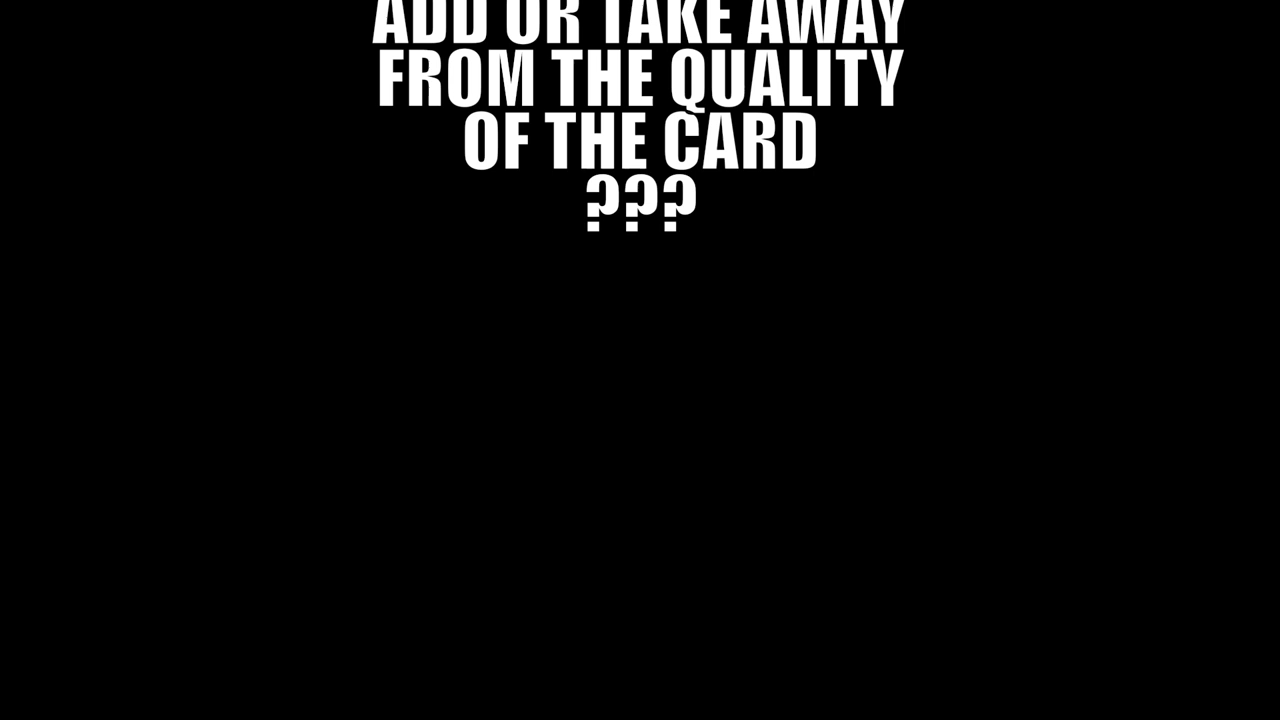 ADD OR TAKE AWAY
FROM THE QUALITY
OF THE CARD
???